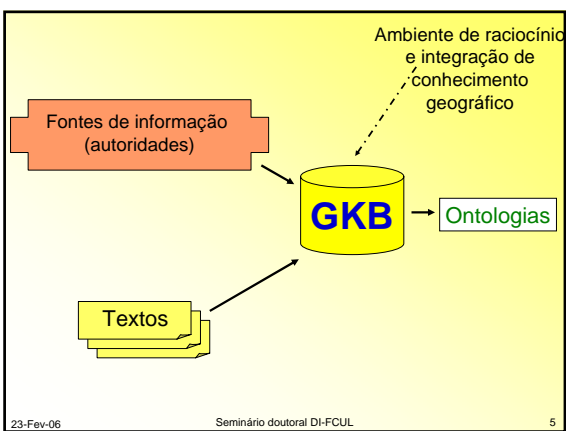 Ambiente de raciocínio
e integração de
conhecimento
geográfico
Fontes de informação
(autoridades)
GKB
Ontologias
Textos
23-Fev-06
Seminário doutoral DI-FCUL
5